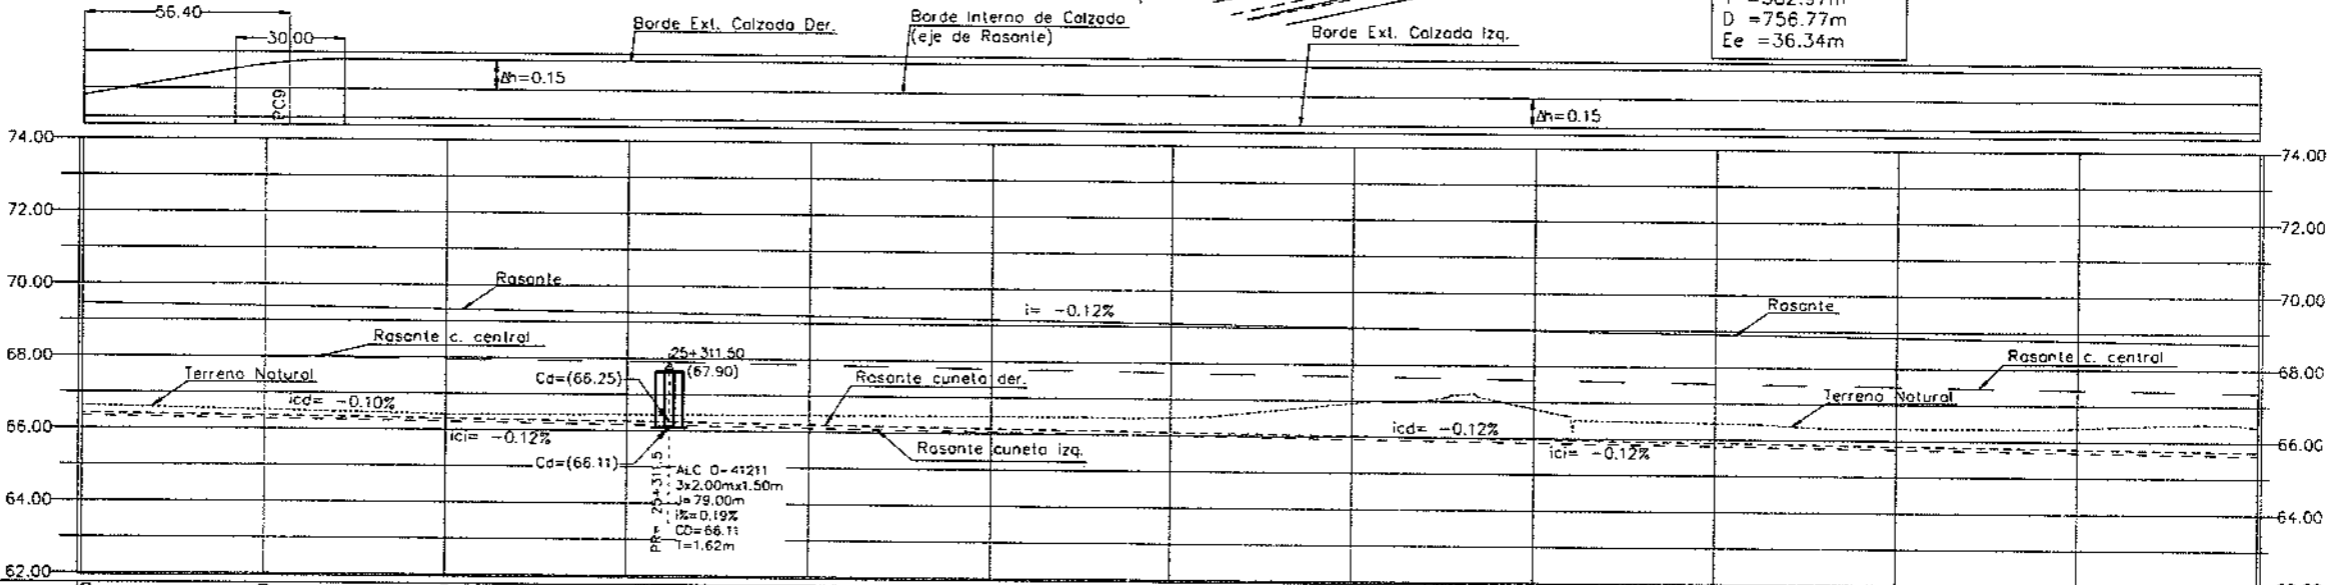 56.40
30.00
PC9
Borde Ext. Calzada Der.
Δh=0.15
Borde Interno de Calzada
(eje de Rasante)
Borde Ext. Calzada Izq.
Δh=0.15
D =756.77m
Ee =36.34m
74.00
72.00
70.00
68.00
66.00
64.00
62.00
74.00
72.00
70.00
68.00
66.00
64.00
Rasante
i= -0.12%
Rasante
Rasante c. central
Rasante c. central
Terreno Natural
Terreno Natural
icd= -0.10%
ici= -0.12%
25+311.50
(67.90)
Cd=(66.25)
Cd=(66.11)
Rasante cuneta der.
Rasante cuneta izq.
icd= -0.12%
ici= -0.12%
PR= 25+311.5
ALC O-41211
3x2.00mx1.50m
J=79.00m
i%=0.19%
CD=66.11
T=1.62m